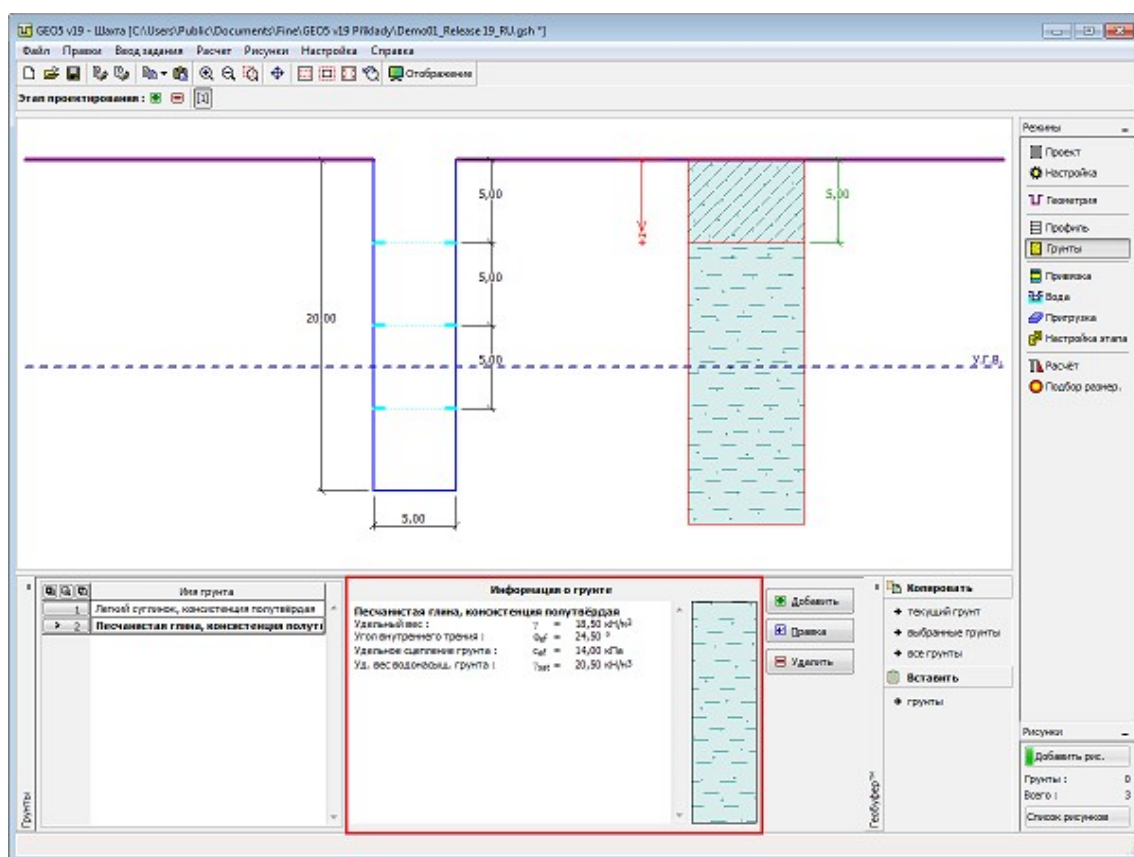 GEO5 v19 - Шахта [C:\Users\Public\Documents\Fine\GEO5 v19 Příklady\Demo01_Release 19_RU.gsh *]
Файл Правки Ввод задания Расчет Рисунки Настройка Справка
Отображение
Этап проектирования : [1]
5,00
5,00
5,00
20,00
5,00
+z
5,00
У.Г.В.
Режимы
Проект
Настройка
Геометрия
Профиль
Грунты
Привязка
Вода
Пригрузка
Настройка этапа
Расчёт
Подбор размер.
Рисунки
Добавить рис.
Грунты : 0
Всего : 3
Список рисунков
Грунты
Имя грунта
1 Легкий суглинок, консистенция полутвёрдая
2 Песчанистая глина, консистенция полутв
Информация о грунте
Песчанистая глина, консистенция полутвёрдая
Удельный вес : γ = 18,50 кН/м³
Угол внутреннего трения : φef = 24,50 °
Удельное сцепление грунта : cef = 14,00 кПа
Уд. вес водонасыщ. грунта : γsat = 20,50 кН/м³
Добавить
Правка
Удалить
Геобуфер™
Копировать
текущий грунт
выбранные грунты
все грунты
Вставить
грунты